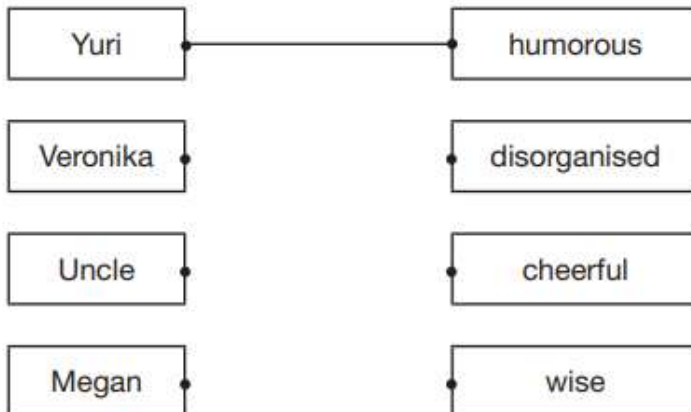 Yuri humorous
Veronika disorganised
Uncle cheerful
Megan wise